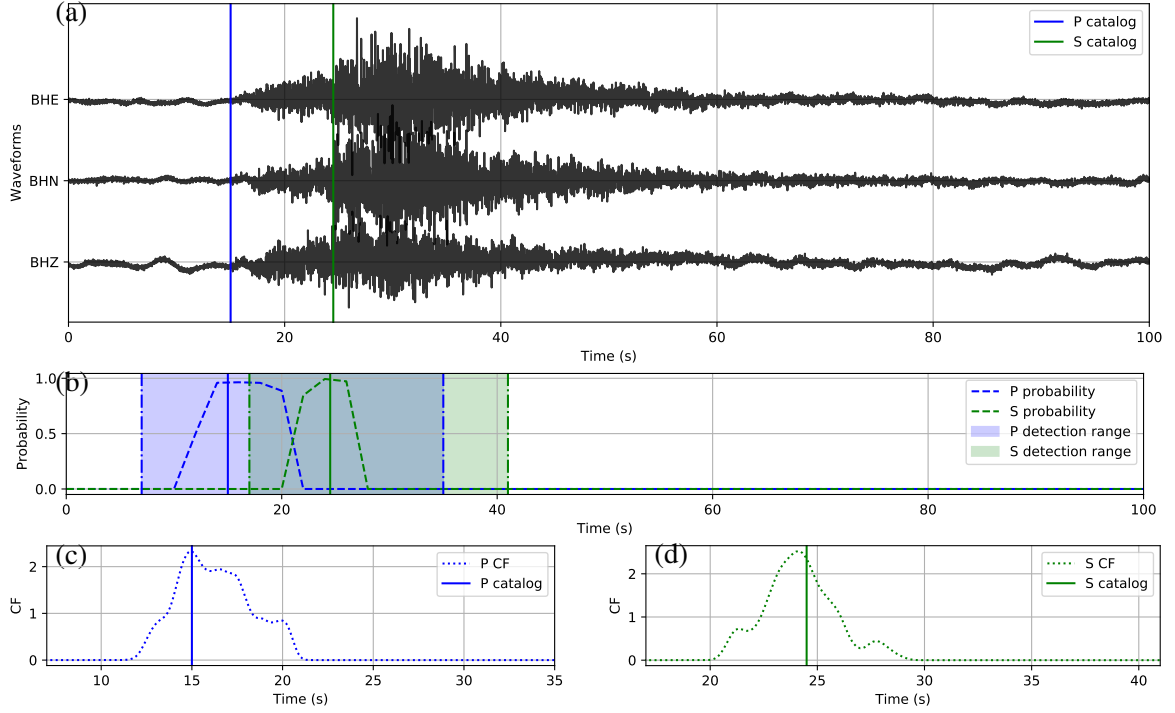 (a)
P catalog
S catalog
BHE
BHN
BHZ
Waveforms
0 20 40 60 80 100
Time (s)
(b)
1.0
0.5
0.0
Probability
P probability
S probability
P detection range
S detection range
0 20 40 60 80 100
Time (s)
(c)
2
1
0
CF
P CF
P catalog
10 15 20 25 30 35
Time (s)
(d)
2
1
0
CF
S CF
S catalog
20 25 30 35 40
Time (s)